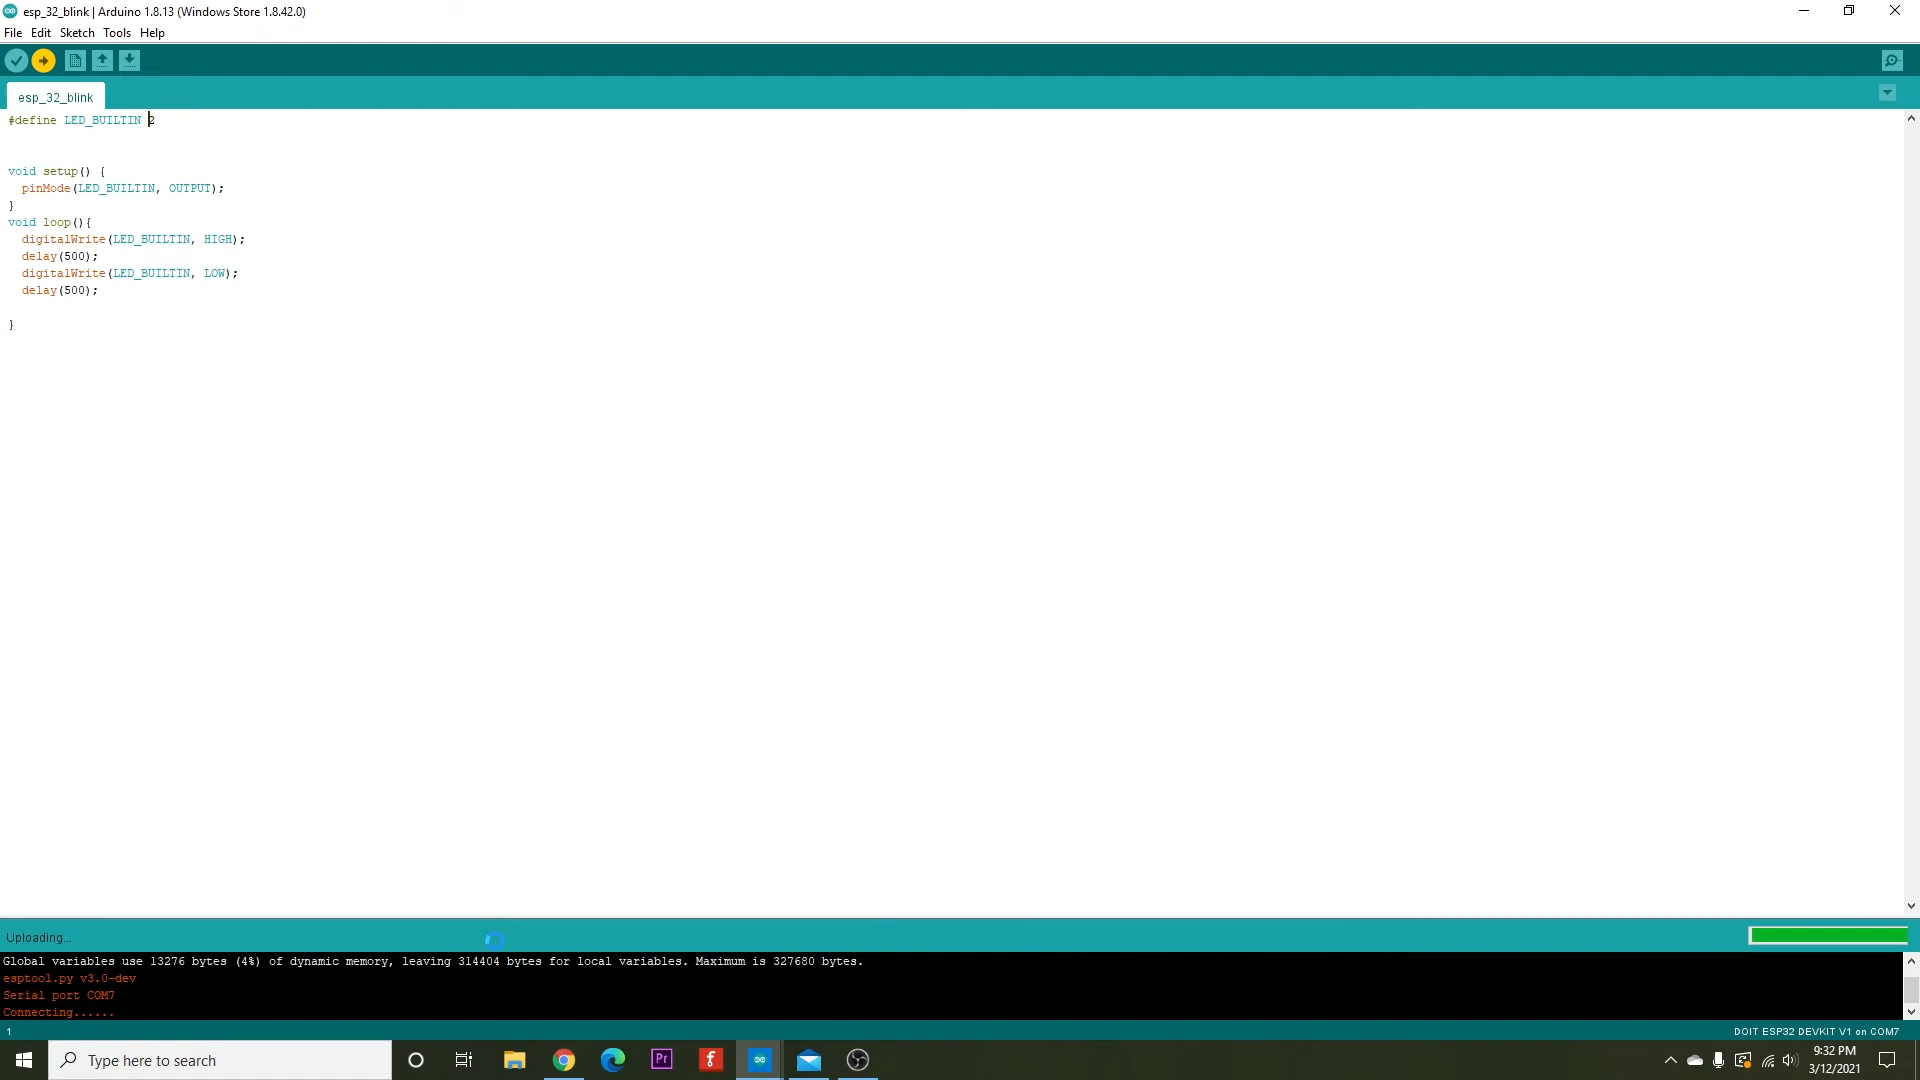 esp_32_blink | Arduino 1.8.13 (Windows Store 1.8.42.0)
File Edit Sketch Tools Help
esp_32_blink
#define LED_BUILTIN 2
void setup() {
  pinMode(LED_BUILTIN, OUTPUT);
}
void loop(){
  digitalWrite(LED_BUILTIN, HIGH);
  delay(500);
  digitalWrite(LED_BUILTIN, LOW);
  delay(500);
}
Uploading...
Global variables use 13276 bytes (4%) of dynamic memory, leaving 314404 bytes for local variables. Maximum is 327680 bytes.
esptool.py v3.0-dev
Serial port COM7
Connecting......
1 DOIT ESP32 DEVKIT V1 on COM7
Type here to search
Pr
9:32 PM
3/12/2021